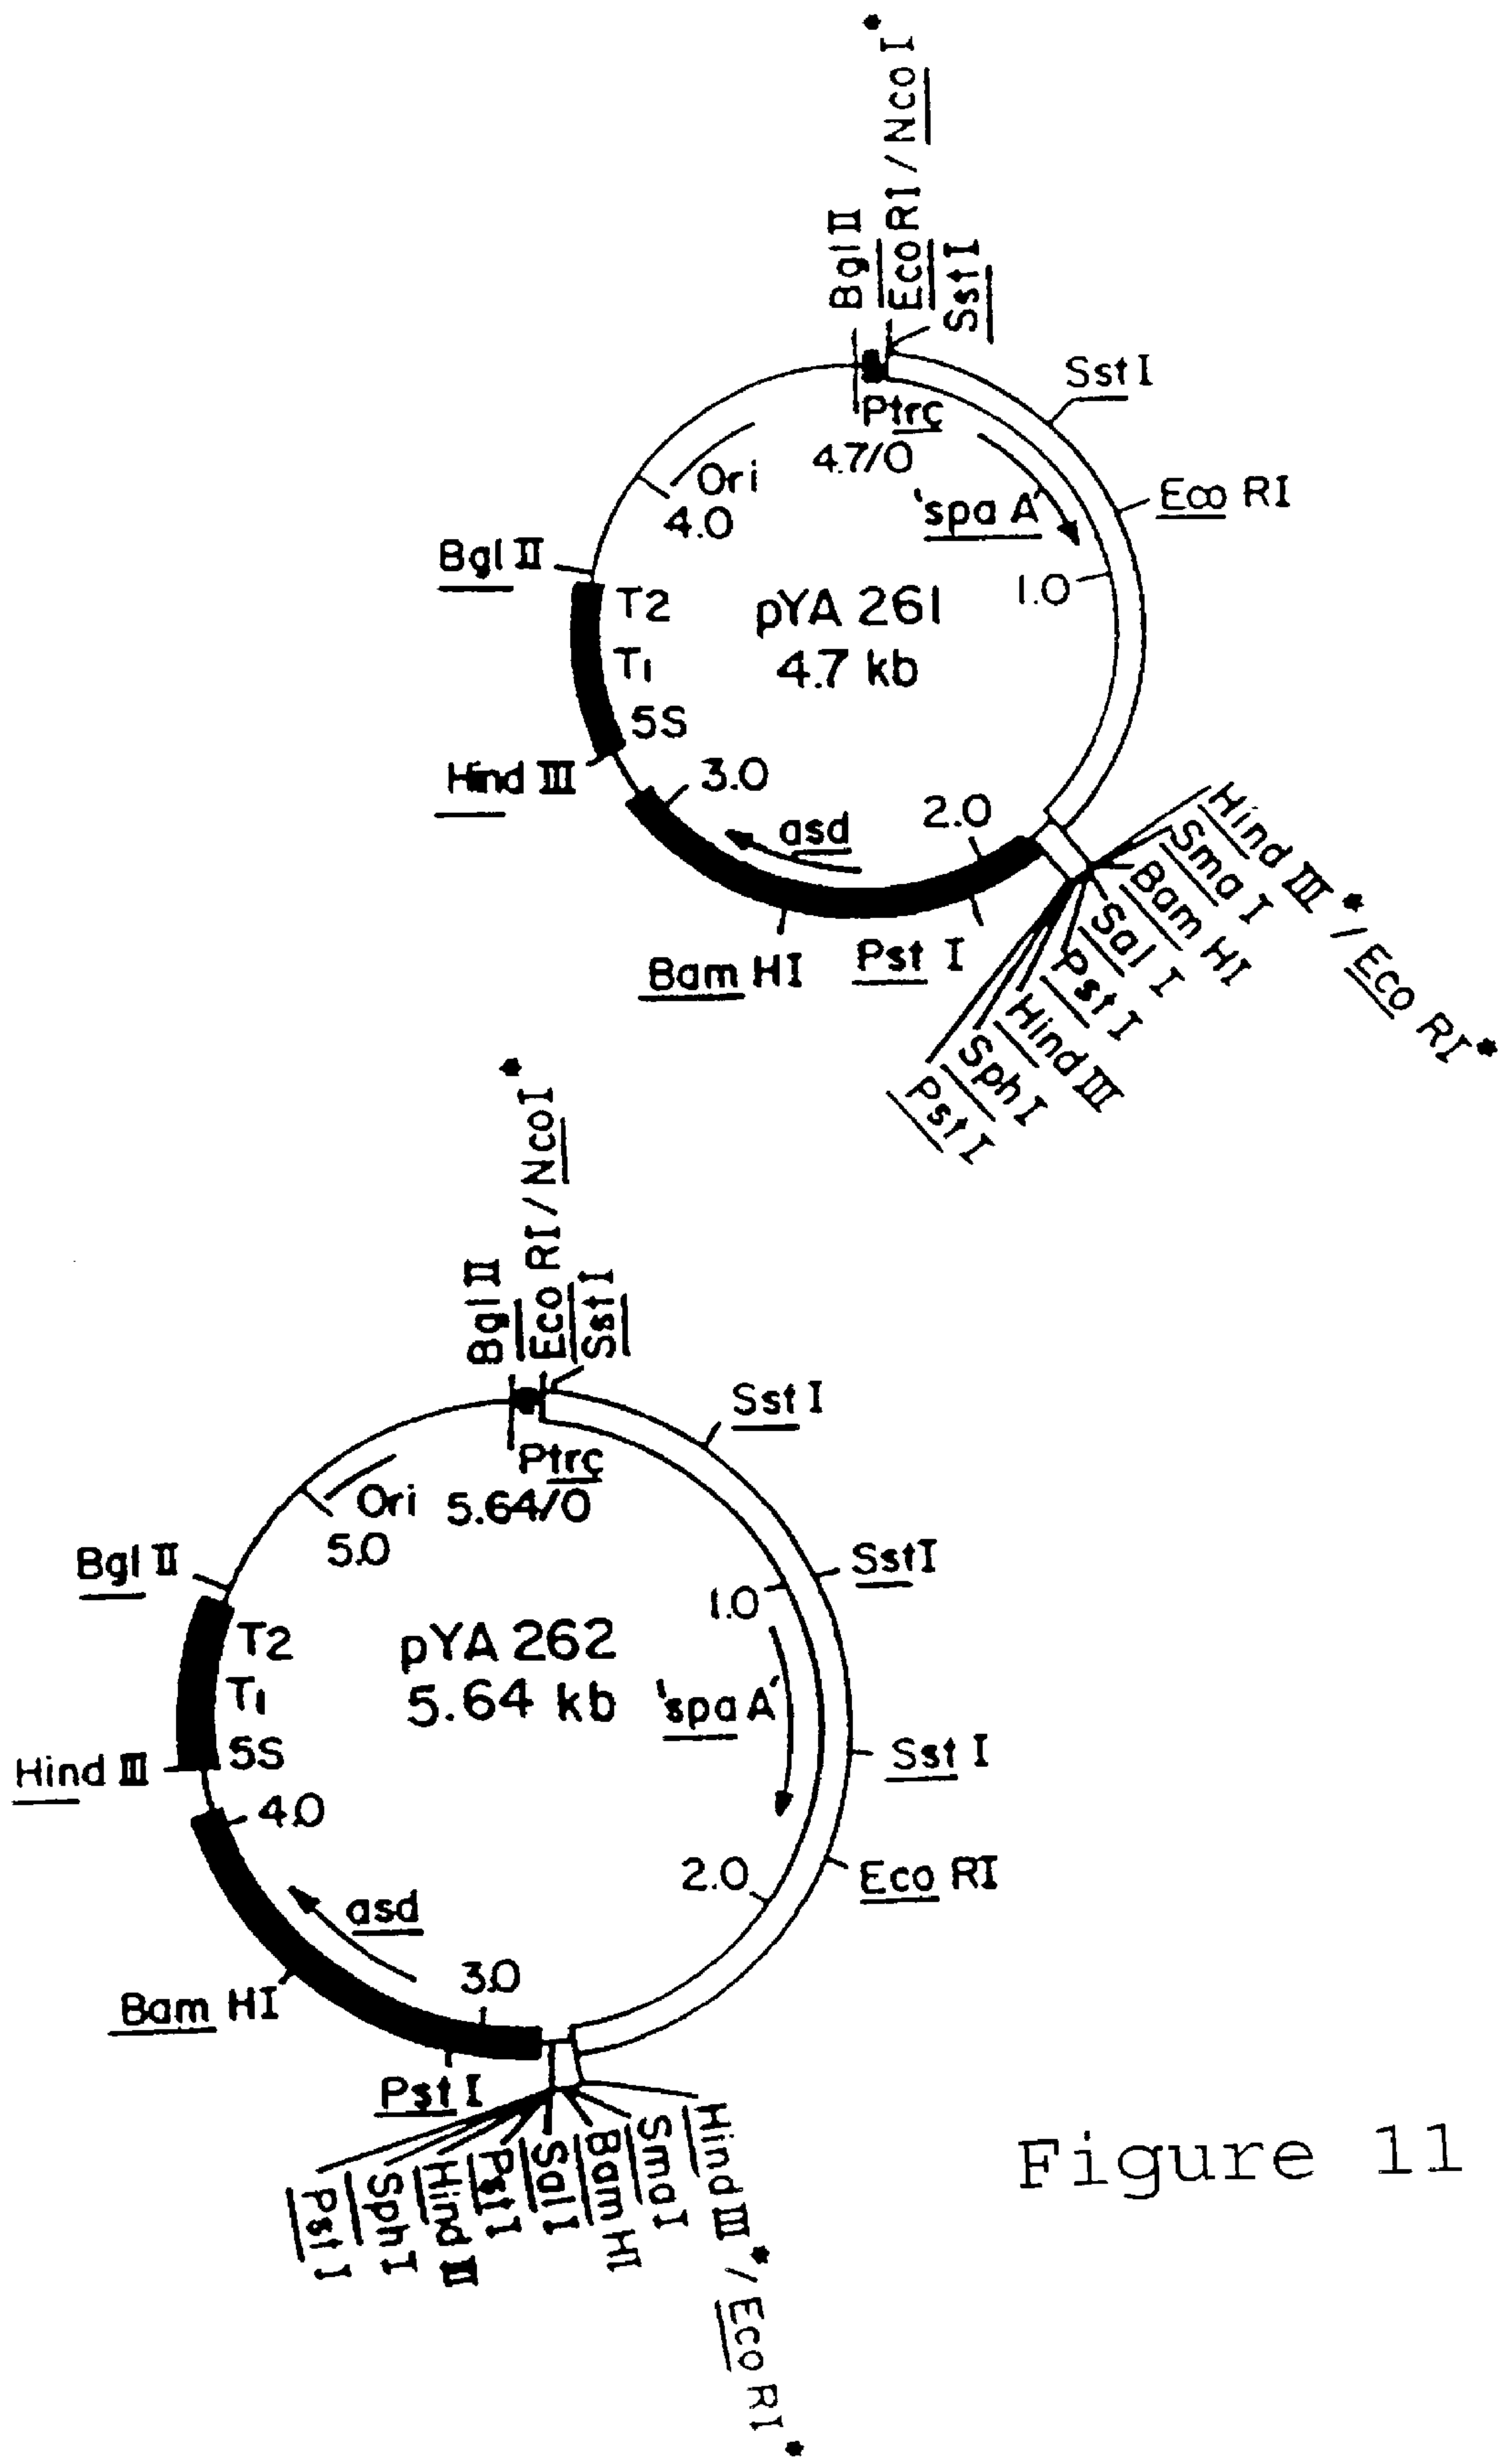 Bgl II
Eco RI / Nco I*
Sst I
Sst I
Eco RI
Ptrc
4.7/0
Ori
4.0
'spa A'
1.0
Bgl II
T2
T1
5S
pYA 261
4.7 kb
Hind III
3.0
asd
2.0
Bam HI
Pst I
Hind III*/Eco RI*
Sma I
Bam HI
Sal I
Pst I
Hind III
Sph I
Pst I
Bgl II
Eco RI / Nco I*
Sst I
Sst I
Ptrc
Ori
5.64/0
5.0
Sst I
1.0
Bgl II
T2
T1
5S
pYA 262
5.64 kb
'spa A'
Sst I
Hind III
4.0
2.0
Eco RI
asd
3.0
Bam HI
Pst I
Hind III*/Eco RI*
Sma I
Bam HI
Sal I
Pst I
Sph I
Pst I
Figure 11